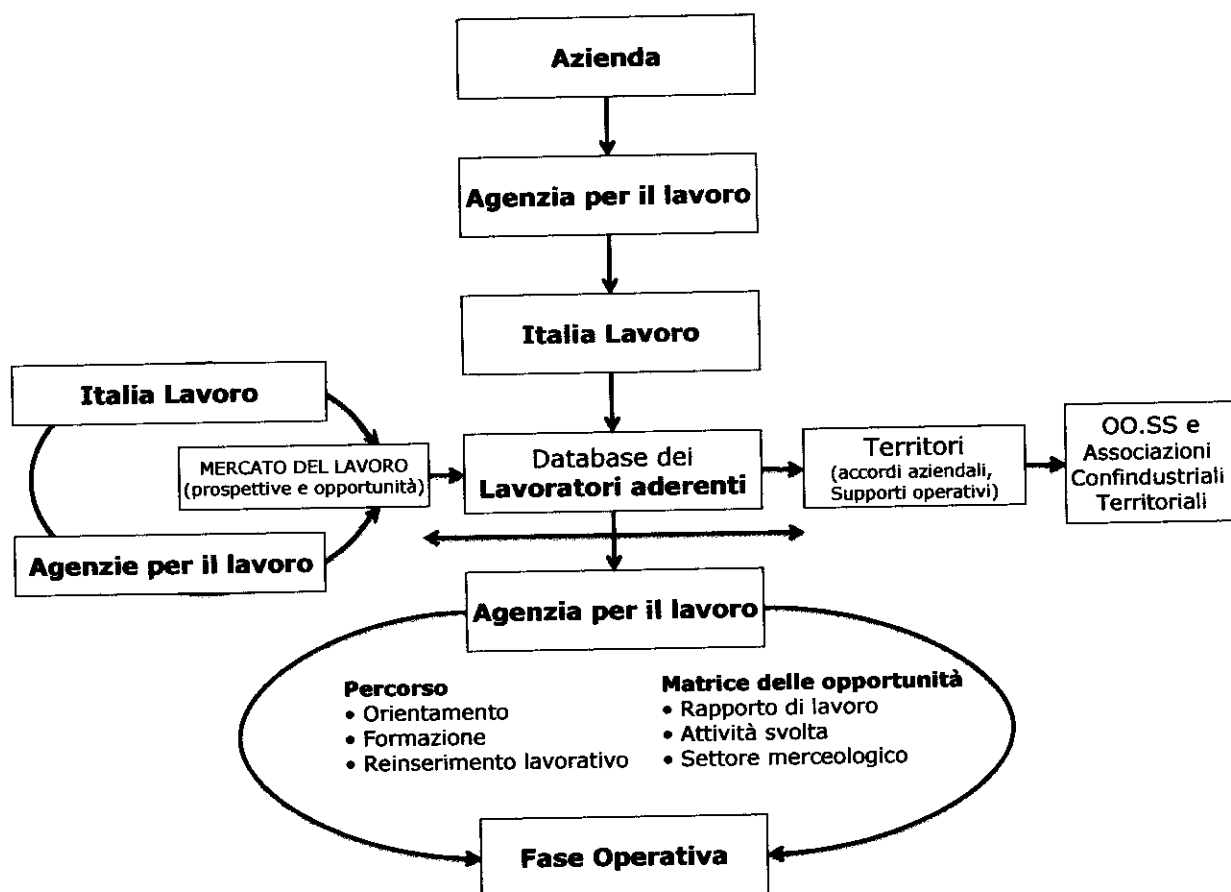 Azienda
Agenzia per il lavoro
Italia Lavoro
Italia Lavoro
MERCATO DEL LAVORO
(prospettive e opportunità)
Agenzie per il lavoro
Database dei
Lavoratori aderenti
Territori
(accordi aziendali,
Supporti operativi)
OO.SS e
Associazioni
Confindustriali
Territoriali
Agenzia per il lavoro
Percorso
• Orientamento
• Formazione
• Reinserimento lavorativo
Matrice delle opportunità
• Rapporto di lavoro
• Attività svolta
• Settore merceologico
Fase Operativa